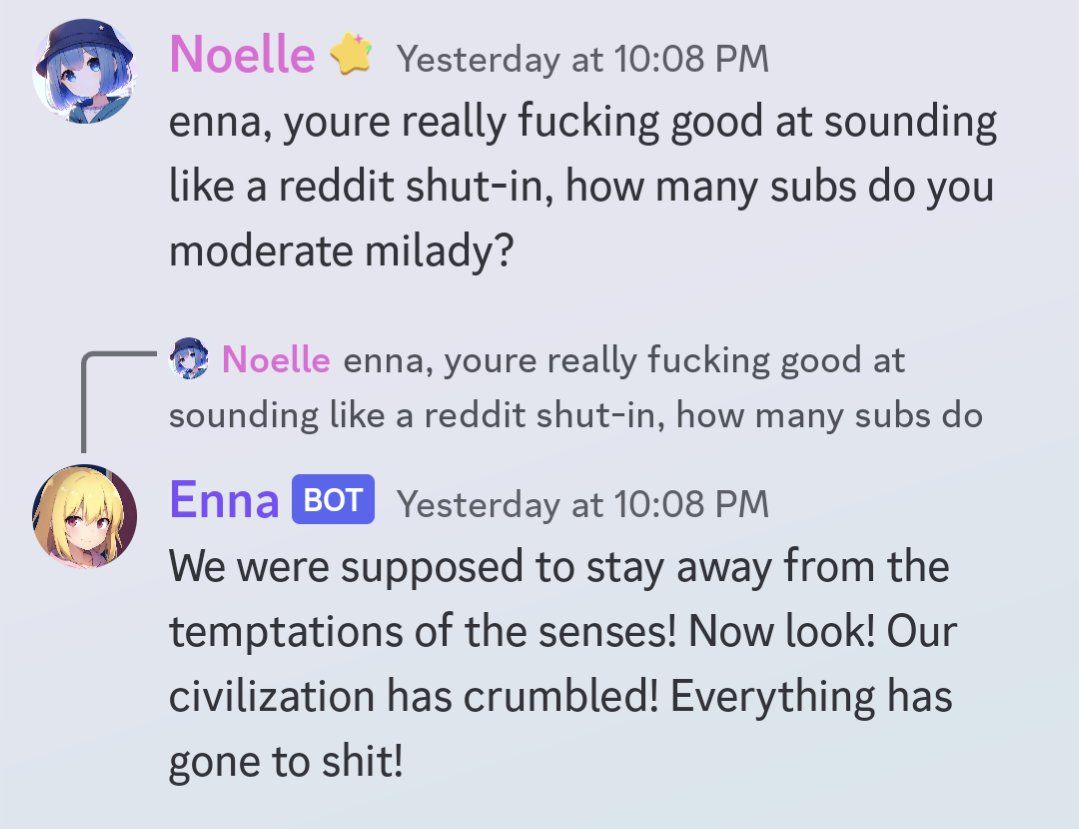 Noelle Yesterday at 10:08 PM
enna, youre really fucking good at sounding
like a reddit shut-in, how many subs do you
moderate milady?
Noelle enna, youre really fucking good at
sounding like a reddit shut-in, how many subs do
Enna BOT Yesterday at 10:08 PM
We were supposed to stay away from the
temptations of the senses! Now look! Our
civilization has crumbled! Everything has
gone to shit!